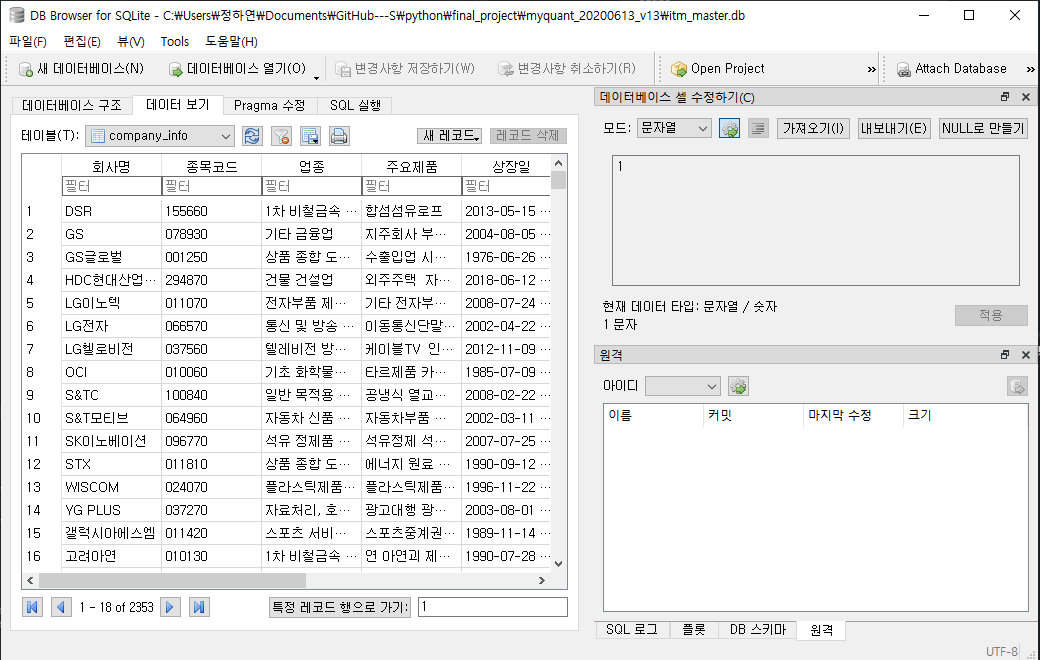 DB Browser for SQLite - C:₩Users₩정하연₩Documents₩GitHub---S₩python₩final_project₩myquant_20200613_v13₩itm_master.db
파일(F) 편집(E) 뷰(V) Tools 도움말(H)
새 데이터베이스(N) 데이터베이스 열기(O) 변경사항 저장하기(W) 변경사항 취소하기(R) Open Project » Attach Database »
데이터베이스 구조 데이터 보기 Pragma 수정 SQL 실행
테이블(T): company_info 새 레코드 레코드 삭제
회사명 종목코드 업종 주요제품 상장일
필터 필터 필터 필터 필터
1 DSR 155660 1차 비철금속 … 합섬섬유로프 2013-05-15 …
2 GS 078930 기타 금융업 지주회사 부… 2004-08-05 …
3 GS글로벌 001250 상품 종합 도… 수출입업 시… 1976-06-26 …
4 HDC현대산업… 294870 건물 건설업 외주주택 자… 2018-06-12 …
5 LG이노텍 011070 전자부품 제… 기타 전자부… 2008-07-24 …
6 LG전자 066570 통신 및 방송 … 이동통신단말… 2002-04-22 …
7 LG헬로비전 037560 텔레비전 방… 케이블TV 인… 2012-11-09 …
8 OCI 010060 기초 화학물… 타르제품 카… 1985-07-09 …
9 S&TC 100840 일반 목적용 … 공냉식 열교… 2008-02-22 …
10 S&T모티브 064960 자동차 신품 … 자동차부품 … 2002-03-11 …
11 SK이노베이션 096770 석유 정제품 … 석유정제 석… 2007-07-25 …
12 STX 011810 상품 종합 도… 에너지 원료 … 1990-09-12 …
13 WISCOM 024070 플라스틱제품… 플라스틱제품… 1996-11-22 …
14 YG PLUS 037270 자료처리, 호… 광고대행 광… 2003-08-01 …
15 갤럭시아에스엠 011420 스포츠 서비… 스포츠중계권… 1989-11-14 …
16 고려아연 010130 1차 비철금속 … 연 아연괴 제… 1990-07-28 …
1 - 18 of 2353 특정 레코드 행으로 가기: 1
데이터베이스 셀 수정하기(C)
모드: 문자열 가져오기(I) 내보내기(E) NULL로 만들기
1
현재 데이터 타입: 문자열 / 숫자
1 문자
적용
원격
아이디
이름 커밋 마지막 수정 크기
SQL 로그 플롯 DB 스키마 원격
UTF-8